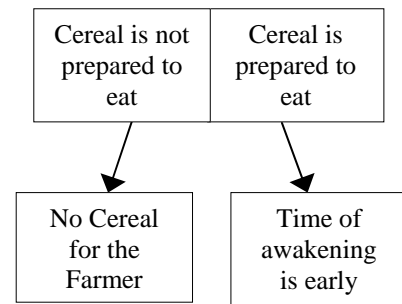 Cereal is not
prepared to
eat
Cereal is
prepared to
eat
No Cereal
for the
Farmer
Time of
awakening
is early